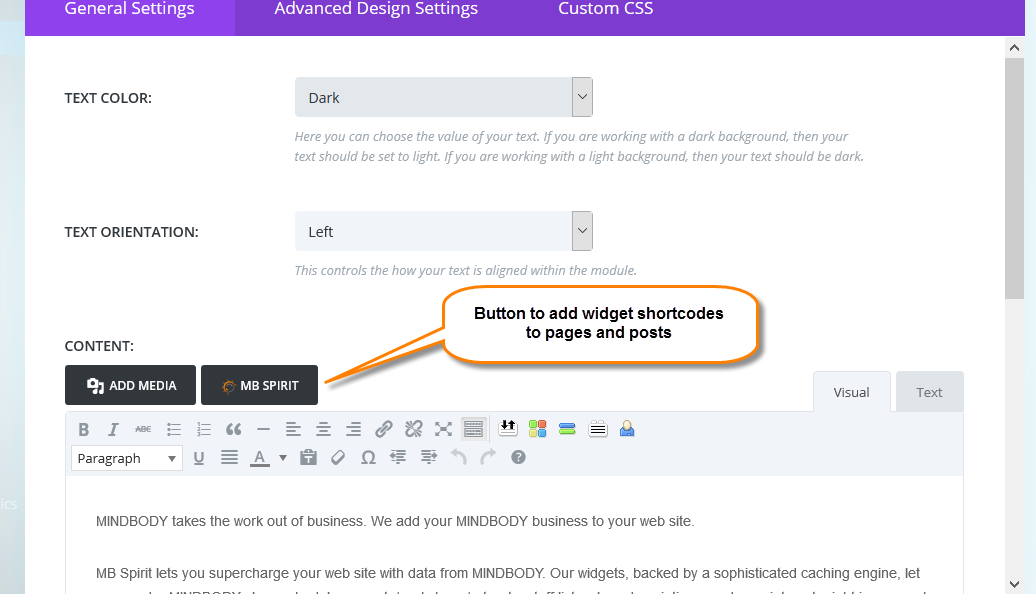 General Settings Advanced Design Settings Custom CSS
TEXT COLOR: Dark
Here you can choose the value of your text. If you are working with a dark background, then your
text should be set to light. If you are working with a light background, then your text should be dark.
TEXT ORIENTATION: Left
This controls the how your text is aligned within the module.
Button to add widget shortcodes
to pages and posts
CONTENT:
ADD MEDIA MB SPIRIT
Visual Text
B I ABC
Paragraph U A
ics
MINDBODY takes the work out of business. We add your MINDBODY business to your web site.
MB Spirit lets you supercharge your web site with data from MINDBODY. Our widgets, backed by a sophisticated caching engine, let